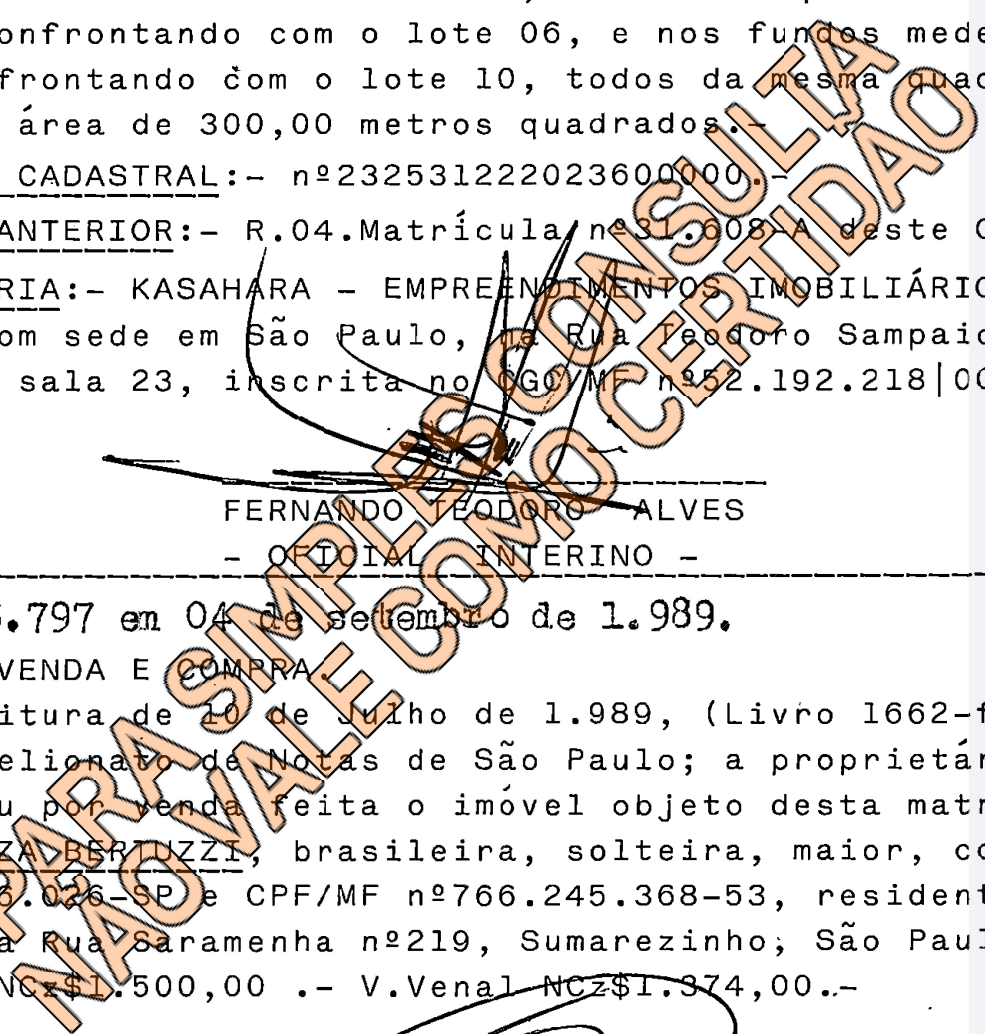 onfrontando com o lote 06, e nos fundos mede
frontando com o lote 10, todos da mesma quad
área de 300,00 metros quadrados.-
CADASTRAL:- nº23253122202360000.-
ANTERIOR:- R.04.Matrícula nº31.608-A deste C
RIA:- KASAHARA - EMPREENDIMENTOS IMOBILIÁRIO
om sede em São Paulo, na Rua Teodoro Sampaio
sala 23, inscrita no CGC/MF nº52.192.218|00
FERNANDO TEODORO ALVES
- OFICIAL INTERINO -
.797 em 04 de setembro de 1.989.
VENDA E COMPRA.
itura de 10 de Julho de 1.989, (Livro 1662-f
elionato de Notas de São Paulo; a proprietár
u por venda feita o imóvel objeto desta matr
ZA BERTUZZI, brasileira, solteira, maior, co
6.026-SP e CPF/MF nº766.245.368-53, resident
a Rua Saramenha nº219, Sumarezinho; São Paul
NCz$1.500,00 .- V.Venal NCz$1.374,00.-
PARA SIMPLES CONSULTA
NÃO VALE COMO CERTIDÃO